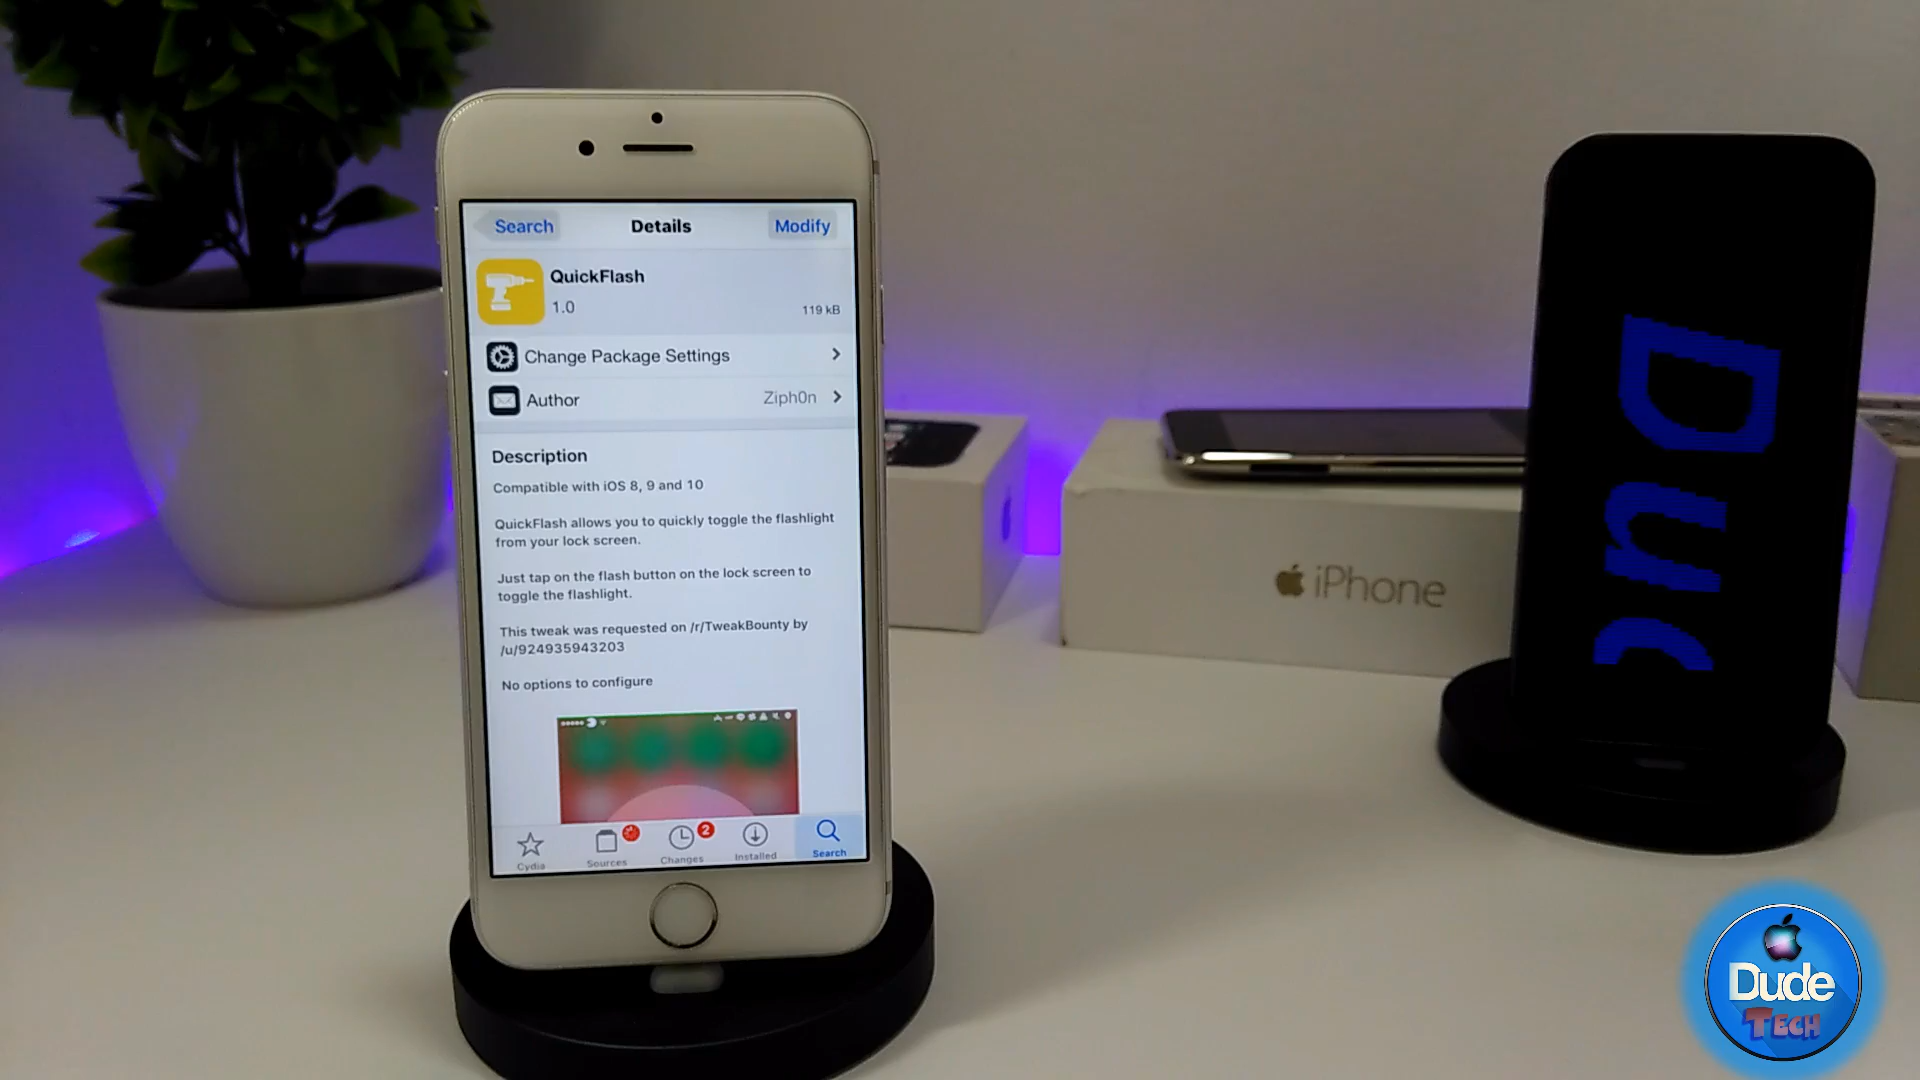 Search
Details
Modify
QuickFlash
1.0
119 kB
Change Package Settings
Author
Ziph0n
Description
Compatible with iOS 8, 9 and 10
QuickFlash allows you to quickly toggle the flashlight
from your lock screen.
Just tap on the flash button on the lock screen to
toggle the flashlight.
This tweak was requested on /r/TweakBounty by
/u/924935943203
No options to configure
Cydia
Sources
2
Changes
Installed
Search
iPhone
Duc
Dude
TECH